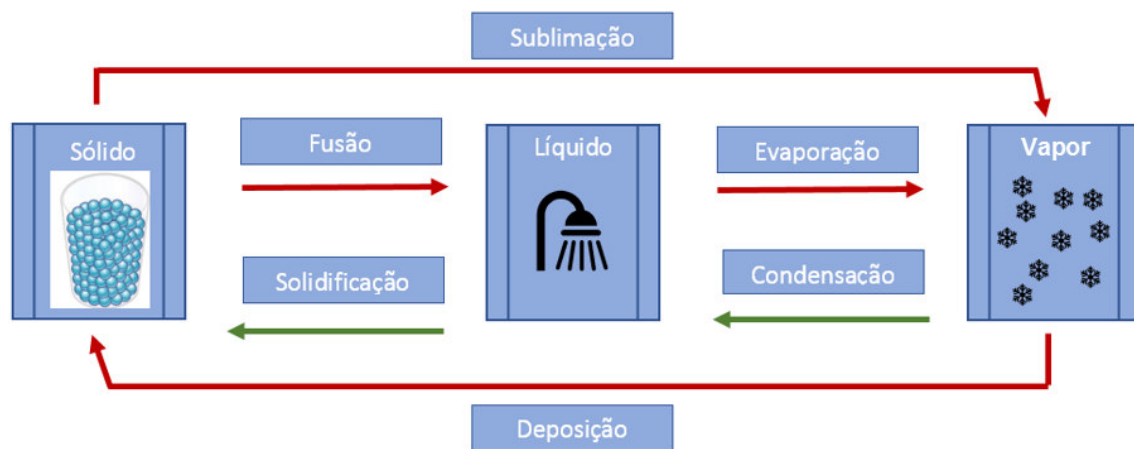 Sublimação
Sólido
Fusão
Líquido
Evaporação
Vapor
Solidificação
Condensação
Deposição